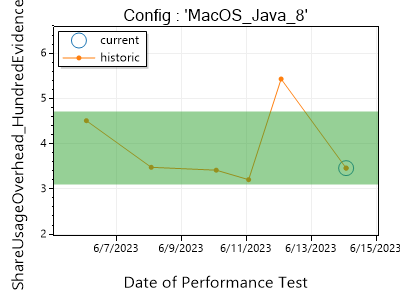 Config : 'MacOS_Java_8'
current
historic
ShareUsageOverhead_HundredEvidence
6
5
4
3
2
6/7/2023
6/9/2023
6/11/2023
6/13/2023
6/15/2023
Date of Performance Test